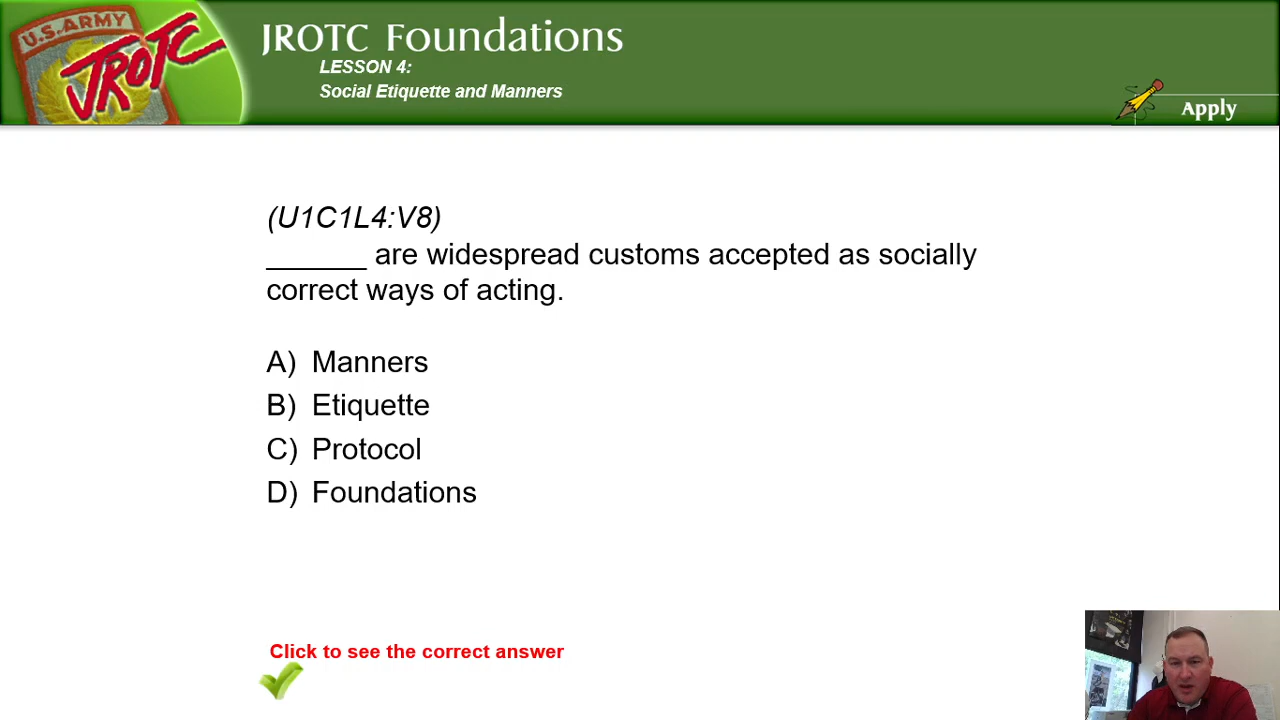 U.S. ARMY
JROTC
JROTC Foundations
LESSON 4:
Social Etiquette and Manners
Apply
(U1C1L4:V8)
______ are widespread customs accepted as socially
correct ways of acting.
A) Manners
B) Etiquette
C) Protocol
D) Foundations
Click to see the correct answer